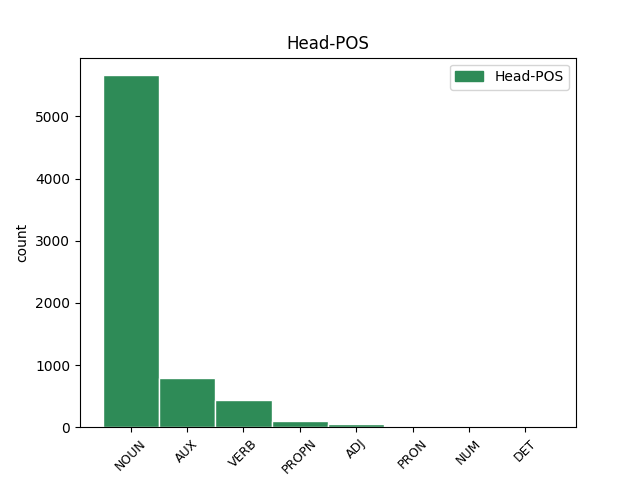 Head-POS
Head-POS
count
5000
4000
3000
2000
1000
0
NOUN
AUX
VERB
PROPN
ADJ
PRON
NUM
DET